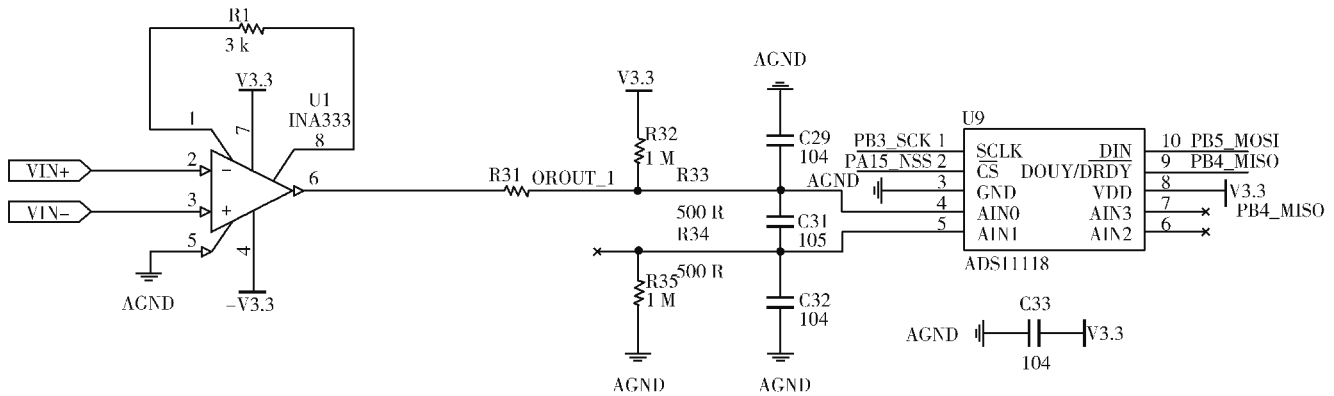 R1
3 k
V3.3
U1
INA333
1
7
8
VIN+
2
−
6
VIN−
3
+
5
4
AGND
−V3.3
R31
OROUT_1
V3.3
R32
1 M
R33
500 R
R34
500 R
R35
1 M
AGND
AGND
C29
104
C31
105
C32
104
AGND
U9
PB3_SCK 1
SCLK
DIN
10 PB5_MOSI
PA15_NSS 2
CS
DOUY/DRDY
9 PB4_MISO
AGND
3
GND
VDD
8
V3.3
4
AIN0
AIN3
7
PB4_MISO
5
AIN1
AIN2
6
ADS11118
C33
AGND
V3.3
104